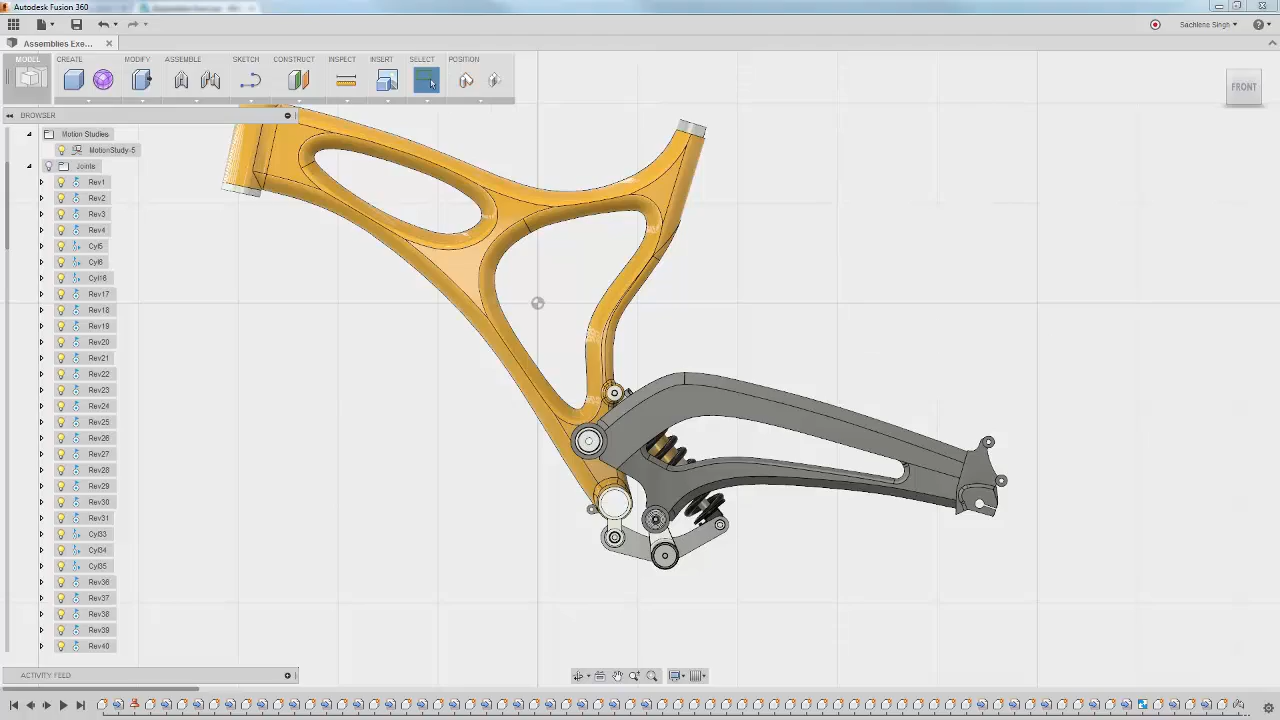 Autodesk Fusion 360
Sachlene Singh
Assemblies Exe...
MODEL
CREATE
MODIFY
ASSEMBLE
SKETCH
CONSTRUCT
INSPECT
INSERT
SELECT
POSITION
FRONT
BROWSER
Motion Studies
MotionStudy-5
Joints
Rev1
Rev2
Rev3
Rev4
Cyl5
Cyl6
Cyl16
Rev17
Rev18
Rev19
Rev20
Rev21
Rev22
Rev23
Rev24
Rev25
Rev26
Rev27
Rev28
Rev29
Rev30
Rev31
Cyl33
Cyl34
Cyl35
Rev36
Rev37
Rev38
Rev39
Rev40
ACTIVITY FEED